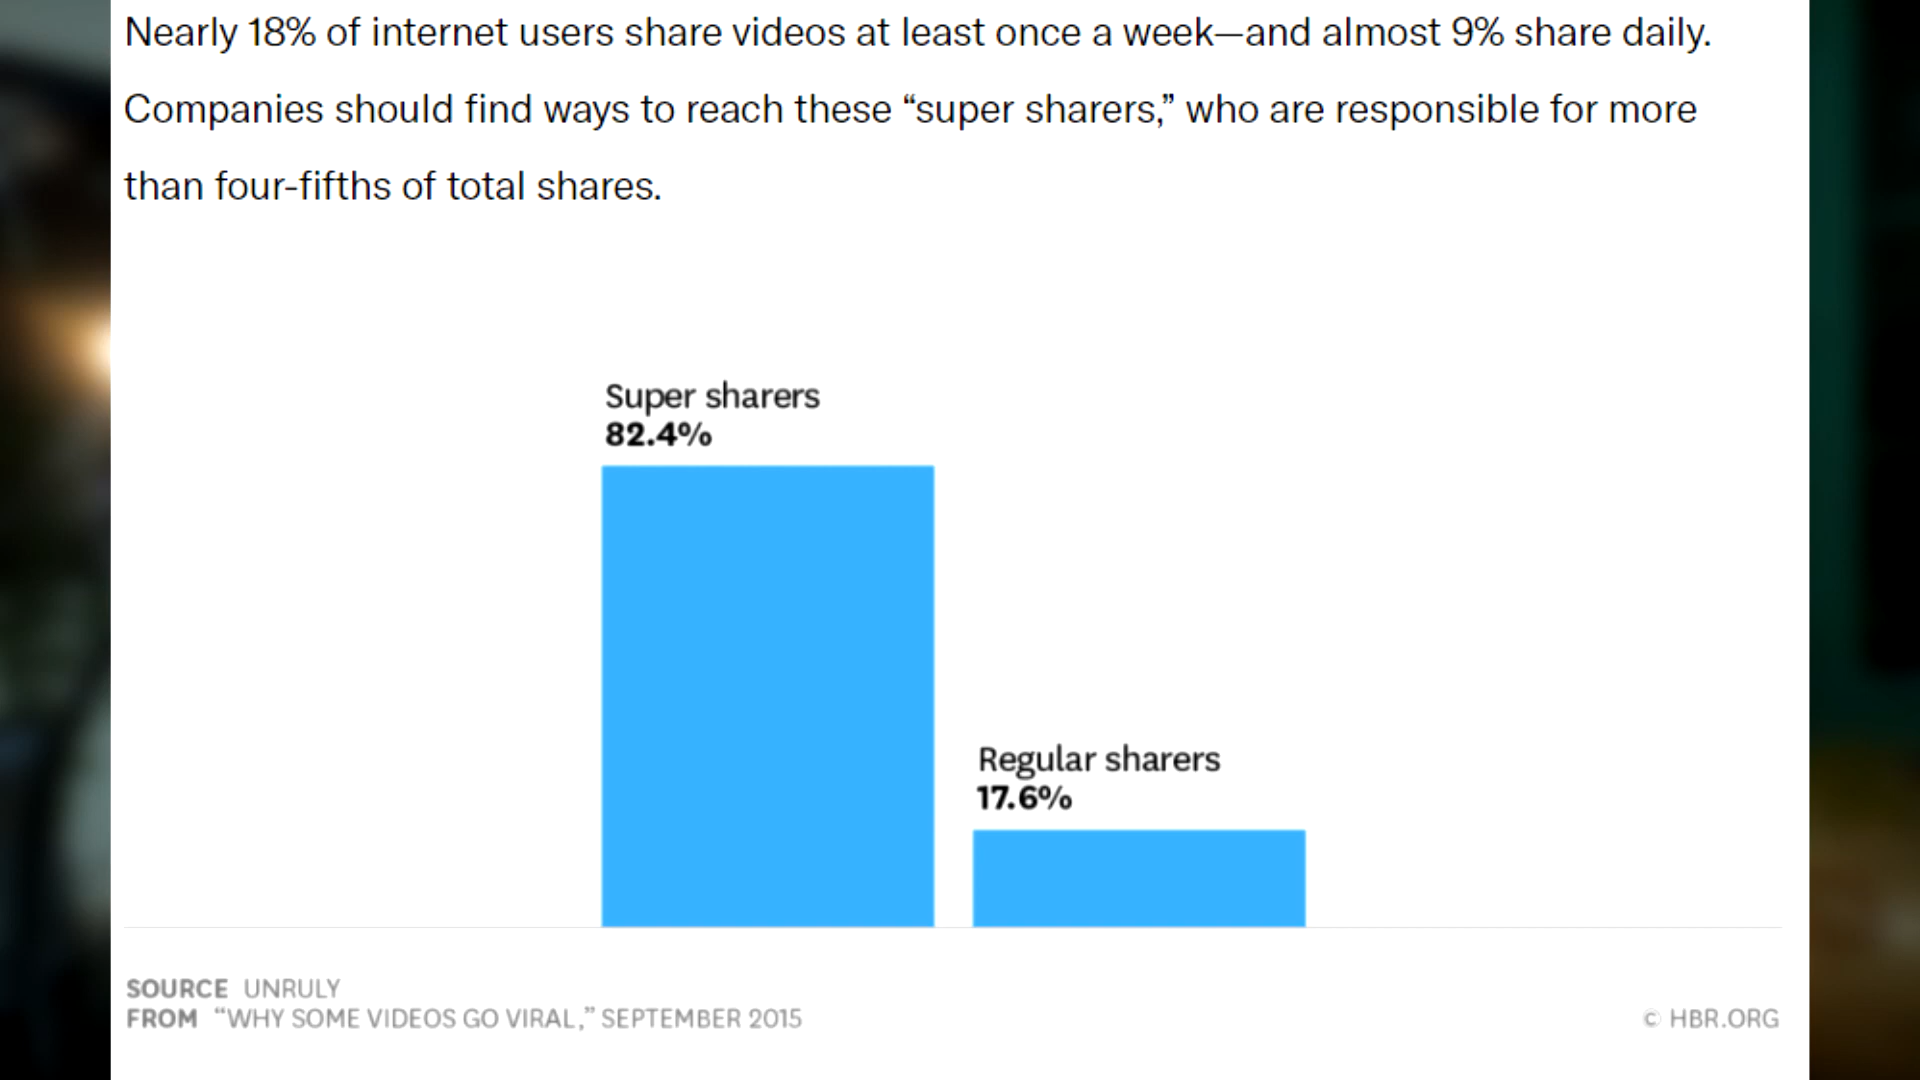 Nearly 18% of internet users share videos at least once a week—and almost 9% share daily.
Companies should find ways to reach these “super sharers,” who are responsible for more
than four-fifths of total shares.
Super sharers
82.4%
Regular sharers
17.6%
SOURCE UNRULY
FROM “WHY SOME VIDEOS GO VIRAL,” SEPTEMBER 2015
© HBR.ORG